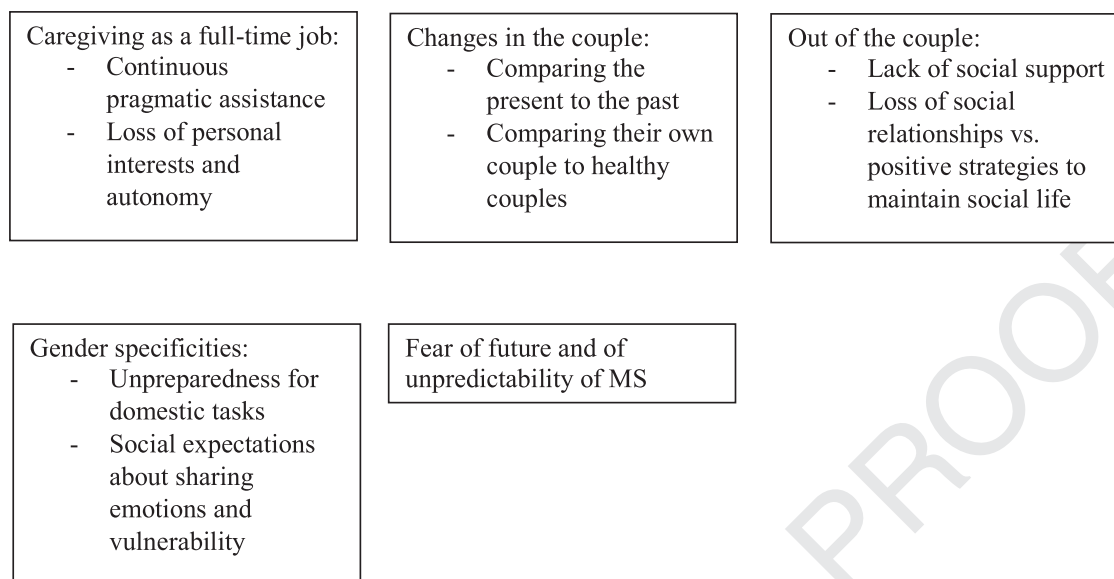 Caregiving as a full-time job:
- Continuous
pragmatic assistance
- Loss of personal
interests and
autonomy
Changes in the couple:
- Comparing the
present to the past
- Comparing their own
couple to healthy
couples
Out of the couple:
- Lack of social support
- Loss of social
relationships vs.
positive strategies to
maintain social life
Gender specificities:
- Unpreparedness for
domestic tasks
- Social expectations
about sharing
emotions and
vulnerability
Fear of future and of
unpredictability of MS
PROOF